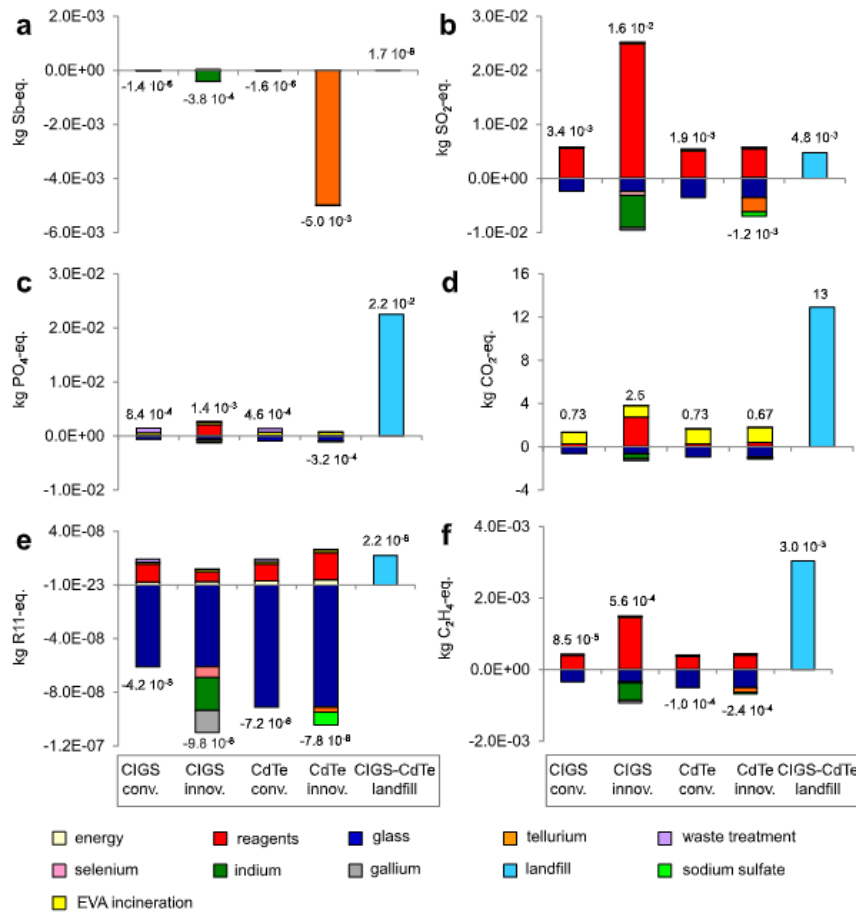 a
kg Sb-eq.
0.0E+00
-2.0E-03
-4.0E-03
-6.0E-03
-1.4 10⁻⁶
-3.8 10⁻⁴
-1.6 10⁻⁶
-5.0 10⁻³
b
kg SO₂-eq.
3.0E-02
2.0E-02
1.0E-02
0.0E+00
-1.0E-02
3.4 10⁻³
1.6 10⁻²
1.9 10⁻³
-1.2 10⁻³
4.8 10⁻³
c
kg PO₄-eq.
3.0E-02
2.0E-02
1.0E-02
0.0E+00
-1.0E-02
8.4 10⁻⁴
1.4 10⁻³
4.6 10⁻⁴
-3.2 10⁻⁴
2.2 10⁻²
d
kg CO₂-eq.
16
12
8
4
0
-4
0.73
2.5
0.73
0.67
13
e
kg R11-eq.
4.0E-08
-1.0E-23
-4.0E-08
-8.0E-08
-1.2E-07
-4.2 10⁻⁸
-9.8 10⁻⁸
-7.2 10⁻⁸
-7.8 10⁻⁸
2.2 10⁻⁸
CIGS conv.
CIGS innov.
CdTe conv.
CdTe innov.
CIGS-CdTe landfill
f
kg C₂H₄-eq.
4.0E-03
2.0E-03
0.0E+00
-2.0E-03
8.5 10⁻⁵
5.6 10⁻⁴
-1.0 10⁻⁴
-2.4 10⁻⁴
3.0 10⁻³
CIGS conv.
CIGS innov.
CdTe conv.
CdTe innov.
CIGS-CdTe landfill
energy
reagents
glass
tellurium
waste treatment
selenium
indium
gallium
landfill
sodium sulfate
EVA incineration